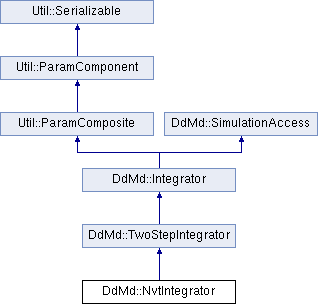 Util::Serializable
Util::ParamComponent
Util::ParamComposite
DdMd::SimulationAccess
DdMd::Integrator
DdMd::TwoStepIntegrator
DdMd::NvtIntegrator